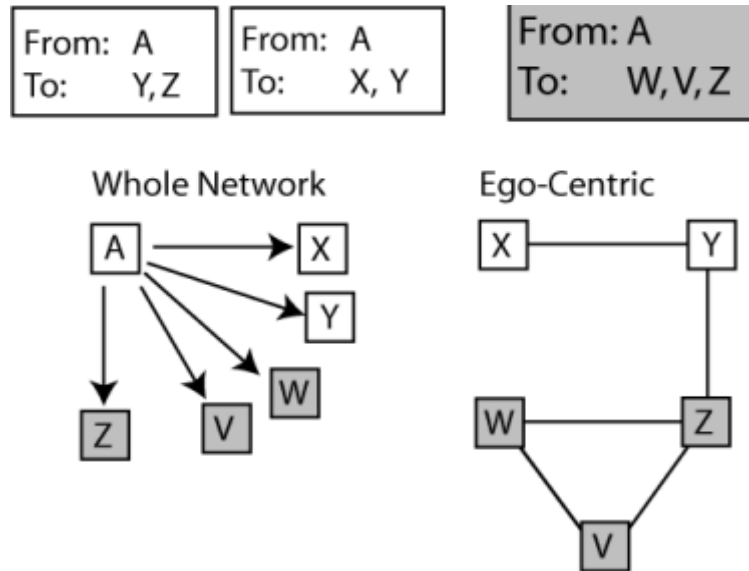 From: A
To: Y, Z
From: A
To: X, Y
From: A
To: W, V, Z
Whole Network
Ego-Centric
A
X
Y
W
V
Z
X
Y
W
Z
V